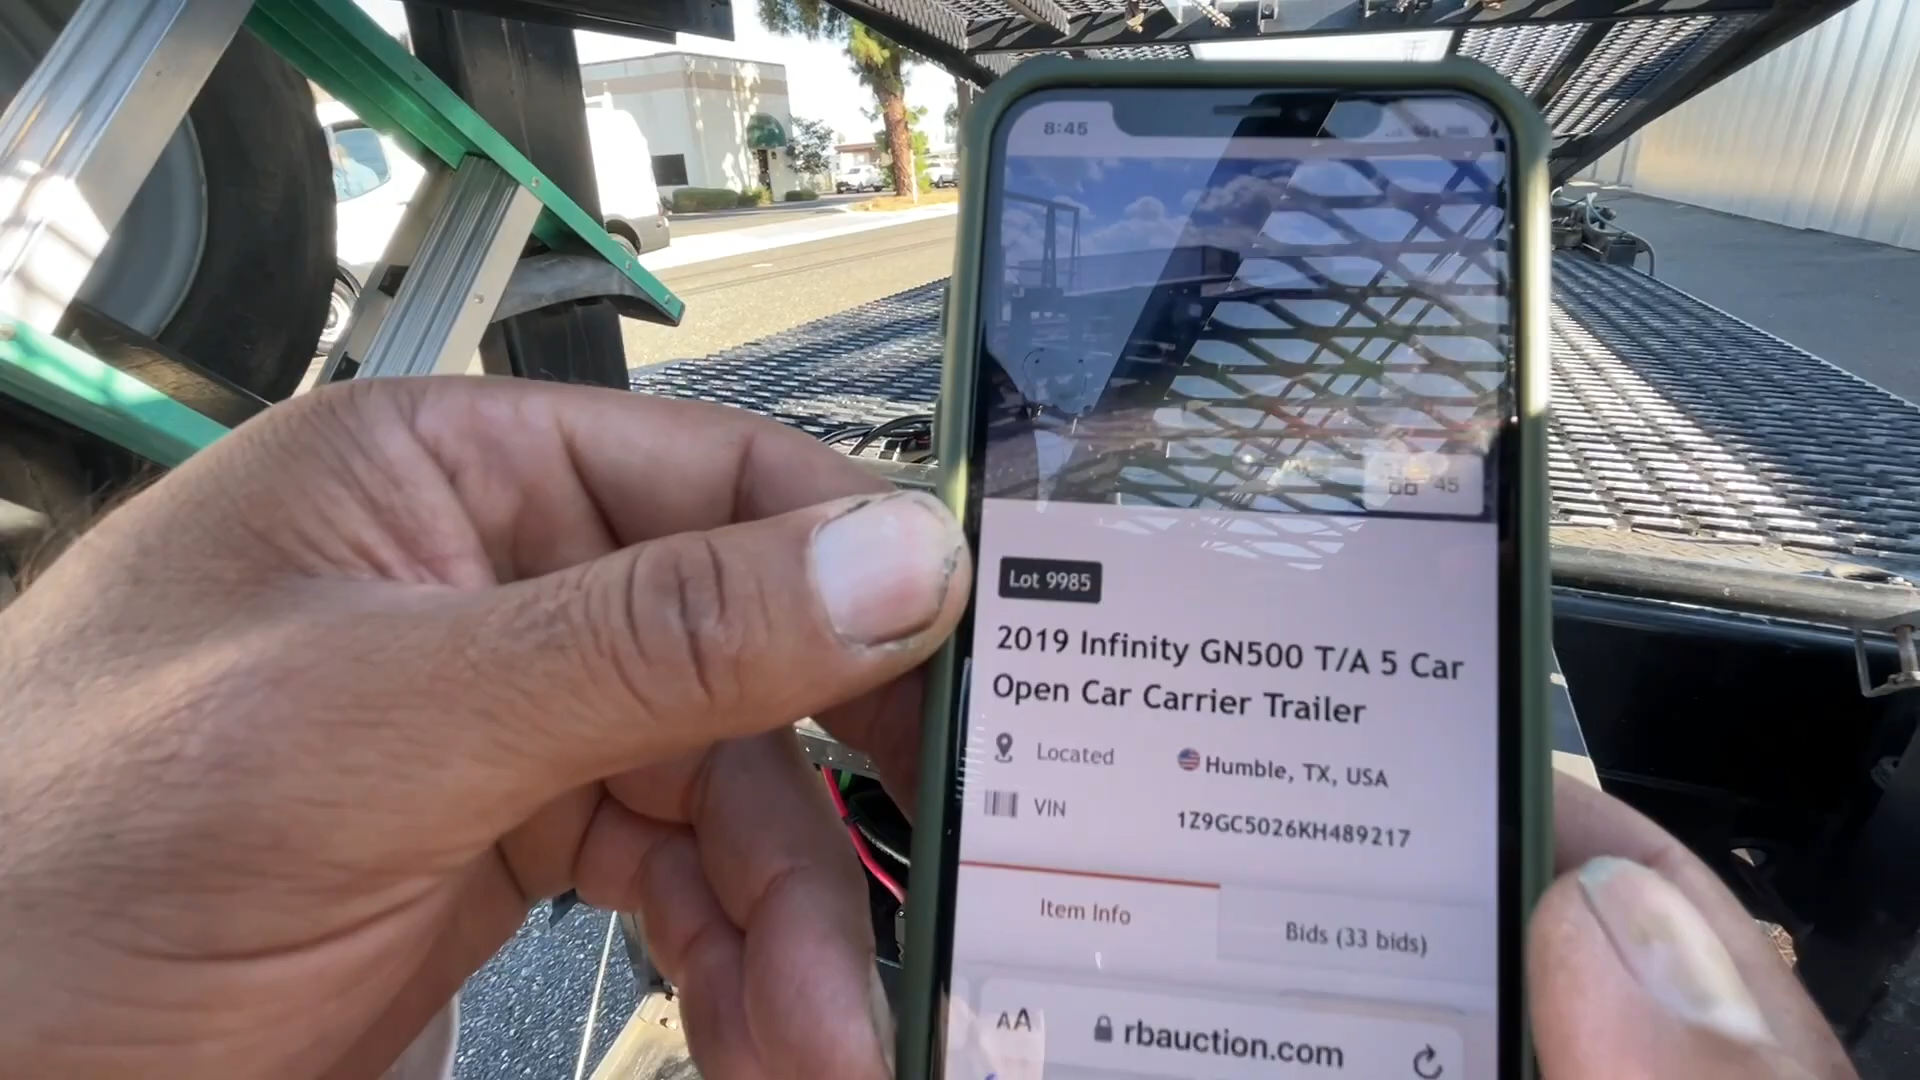 8:45
45
Lot 9985
2019 Infinity GN500 T/A 5 Car
Open Car Carrier Trailer
Located
Humble, TX, USA
VIN
1Z9GC5026KH489217
Item Info
Bids (33 bids)
AA
rbauction.com